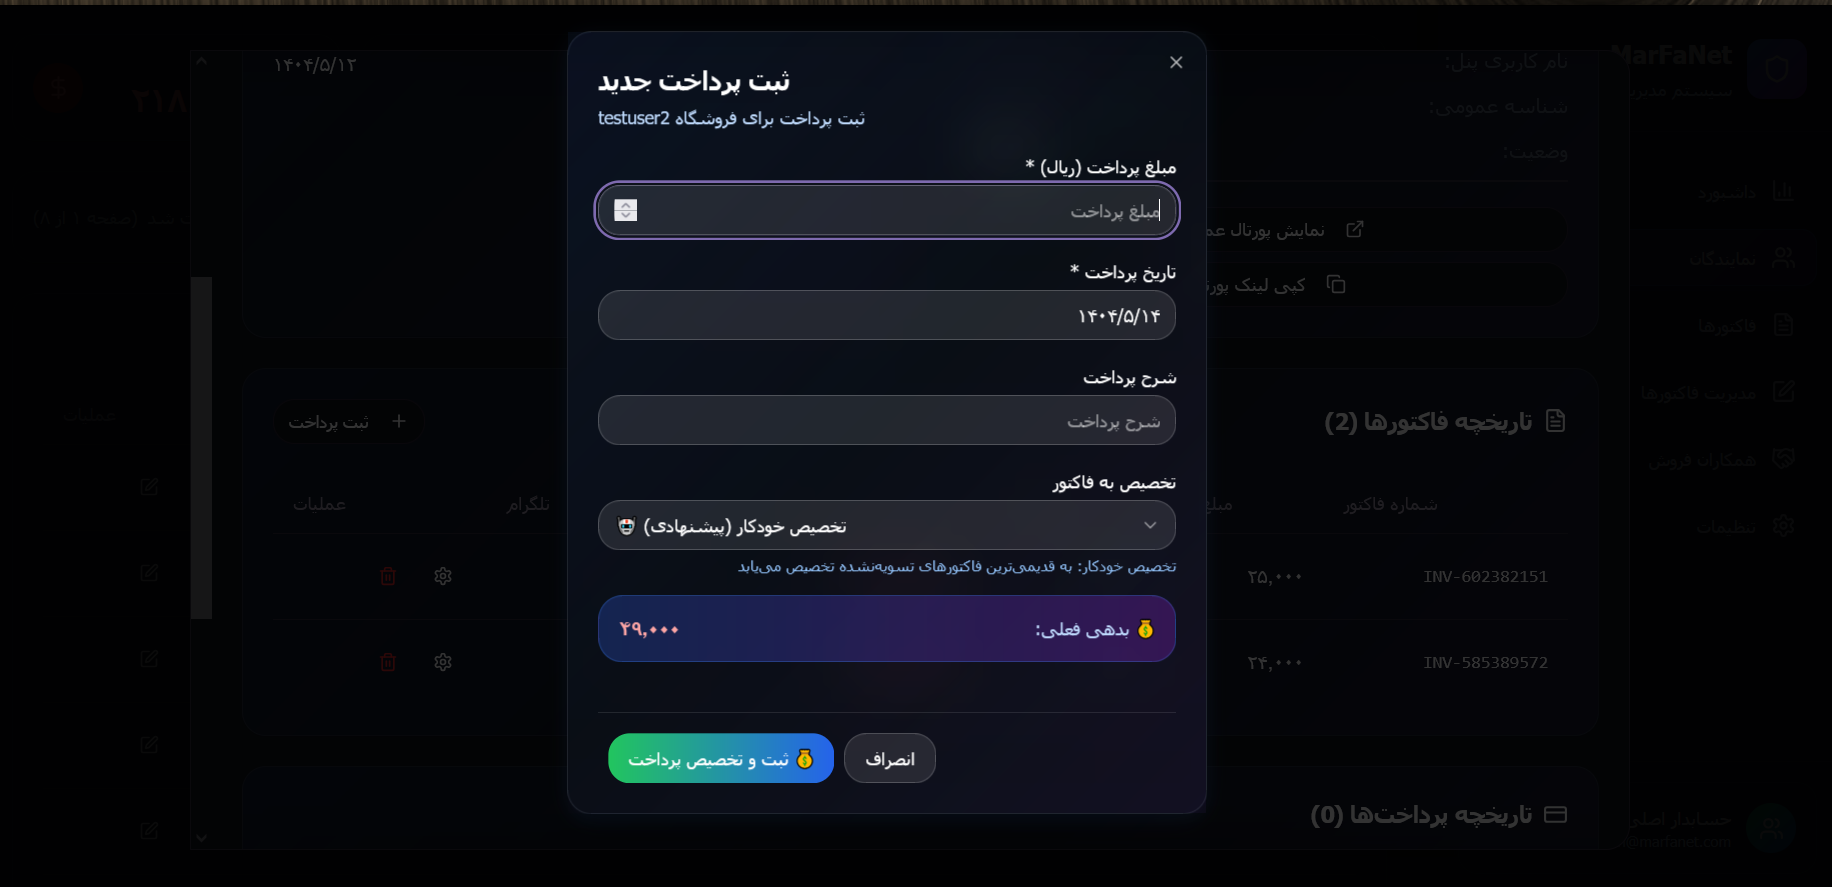 ثبت پرداخت جدید
ثبت پرداخت برای فروشگاه testuser2
مبلغ پرداخت (ریال) *
مبلغ پرداخت
تاریخ پرداخت *
۱۴۰۴/۵/۱۴
شرح پرداخت
شرح پرداخت
تخصیص به فاکتور
تخصیص خودکار (پیشنهادی) 🤖
تخصیص خودکار: به قدیمی‌ترین فاکتورهای تسویه‌نشده تخصیص می‌یابد
💰 بدهی فعلی:
۴۹,۰۰۰
انصراف
💰 ثبت و تخصیص پرداخت
MarFaNet
سیستم مدیریت
داشبورد
نمایندگان
فاکتورها
مدیریت فاکتورها
همکاران فروش
تنظیمات
حسابدار اصلی
@marfanet.com
نام کاربری پنل:
۱۴۰۴/۵/۱۲
شناسه عمومی:
وضعیت:
نمایش پورتال
کپی لینک
تاریخچه فاکتورها (2)
ثبت پرداخت
شماره فاکتور
مبلغ
تلگرام
عملیات
INV-602382151
۲۵,۰۰۰
INV-585389572
۲۴,۰۰۰
تاریخچه پرداخت‌ها (0)
۲۱۸
(صفحه ۱ از ۸)
عملیات